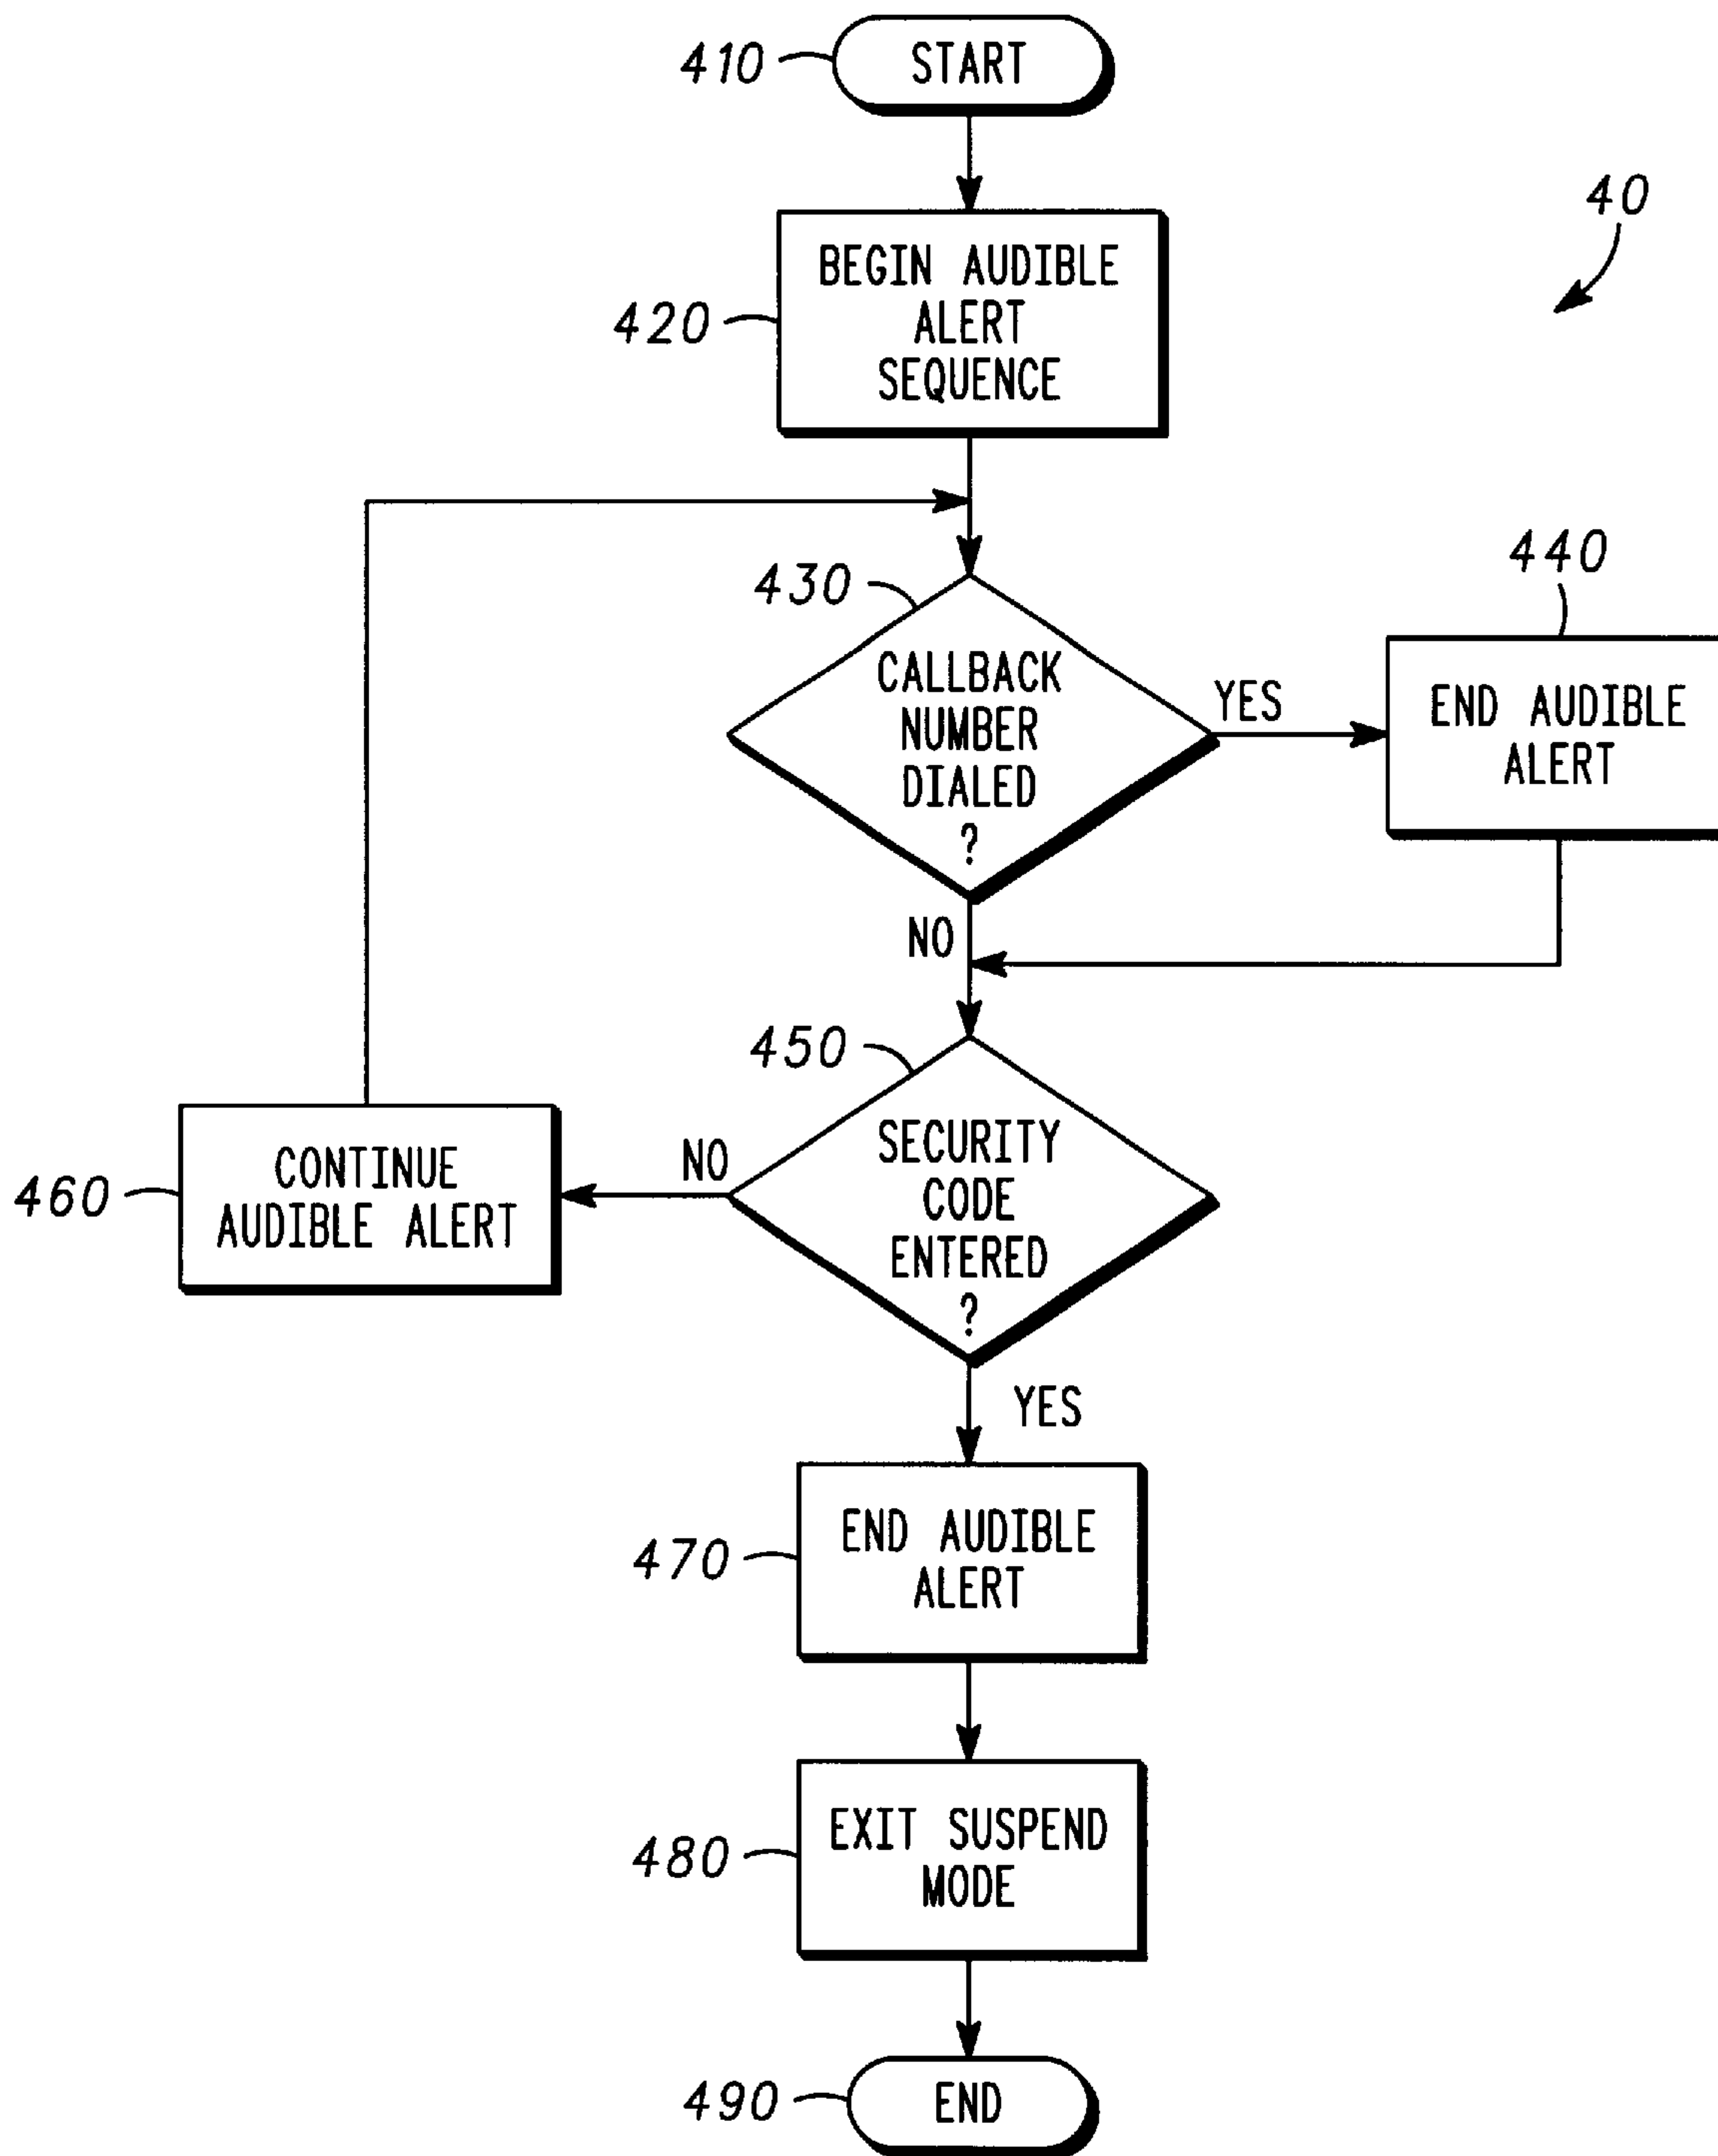 410
START
40
BEGIN AUDIBLE
ALERT
SEQUENCE
420
430
CALLBACK
NUMBER
DIALED
?
YES
440
END AUDIBLE
ALERT
NO
450
SECURITY
CODE
ENTERED
?
NO
460
CONTINUE
AUDIBLE ALERT
YES
470
END AUDIBLE
ALERT
480
EXIT SUSPEND
MODE
490
END